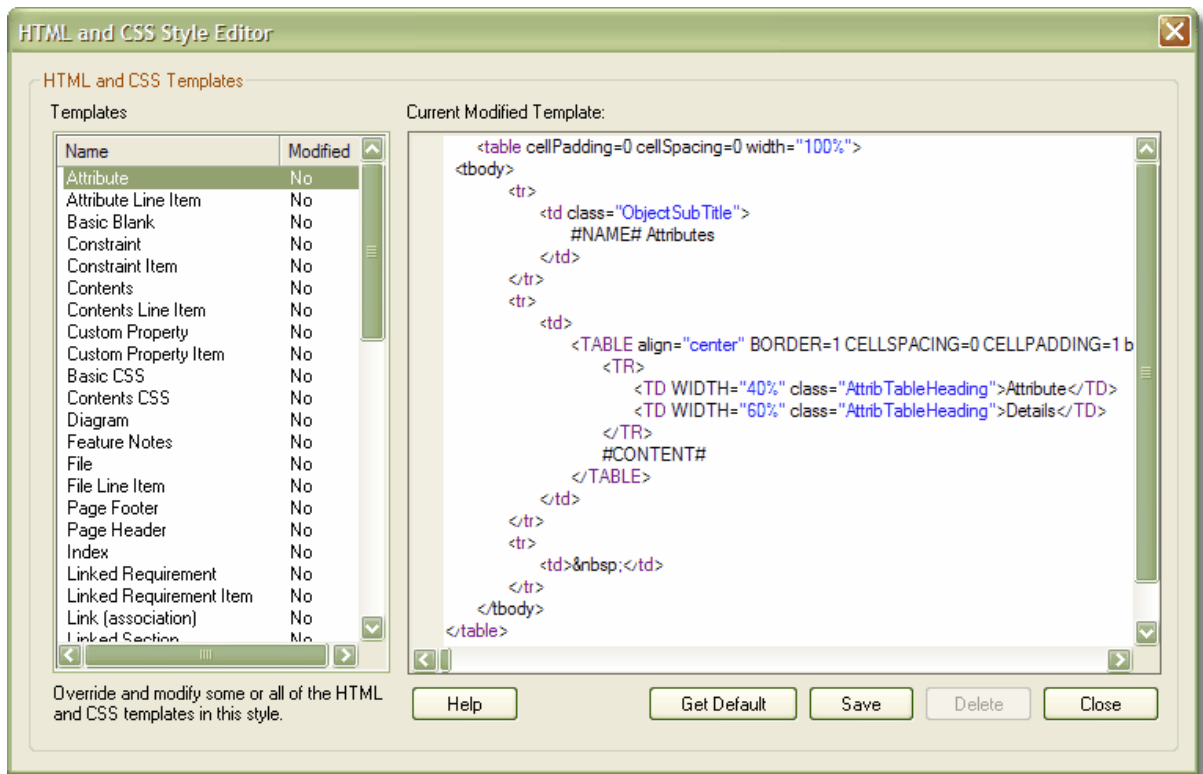 HTML and CSS Style Editor
HTML and CSS Templates
Templates
Name Modified
Attribute No
Attribute Line Item No
Basic Blank No
Constraint No
Constraint Item No
Contents No
Contents Line Item No
Custom Property No
Custom Property Item No
Basic CSS No
Contents CSS No
Diagram No
Feature Notes No
File No
File Line Item No
Page Footer No
Page Header No
Index No
Linked Requirement No
Linked Requirement Item No
Link (association) No
Linked Section No
Override and modify some or all of the HTML
and CSS templates in this style.
Current Modified Template:
<table cellPadding=0 cellSpacing=0 width="100%">
<tbody>
<tr>
<td class="ObjectSubTitle">
#NAME# Attributes
</td>
</tr>
<tr>
<td>
<TABLE align="center" BORDER=1 CELLSPACING=0 CELLPADDING=1 b
<TR>
<TD WIDTH="40%" class="AttribTableHeading">Attribute</TD>
<TD WIDTH="60%" class="AttribTableHeading">Details</TD>
</TR>
#CONTENT#
</TABLE>
</td>
</tr>
<tr>
<td>&nbsp;</td>
</tr>
</tbody>
</table>
Help Get Default Save Delete Close